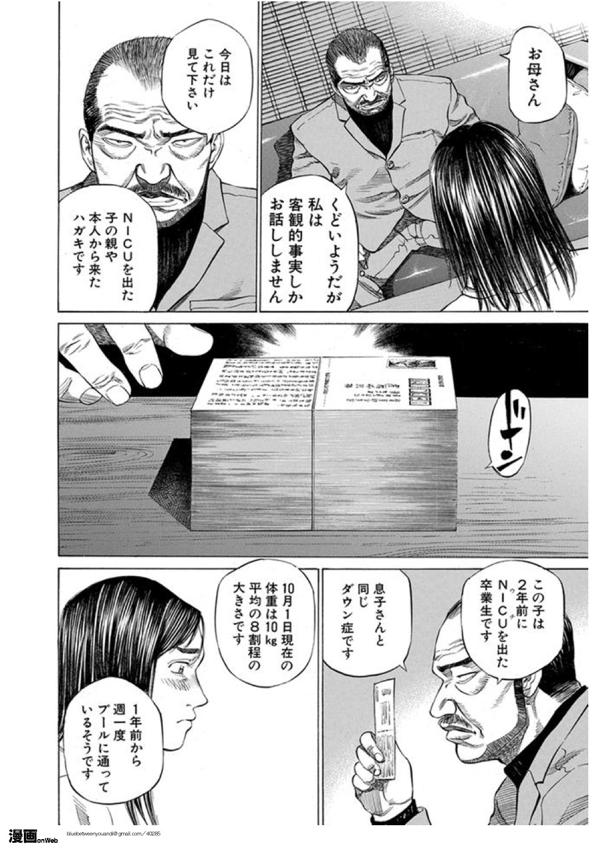 お母さん
くどいようだが
私は
客観的事実しか
お話ししません
今日は
これだけ
見て下さい
NICUを出た
子の親や
本人から来た
ハガキです
ドーン
この子は
2年前に
NICUを出た
卒業生です
息子さんと
同じ
ダウン症です
10月1日現在の
体重は10kg
平均の8割程の
大きさです
1年前から
週一度
プールに通って
いるそうです
漫画 on Web
bluebetweenyouandi@gmail.com/40285